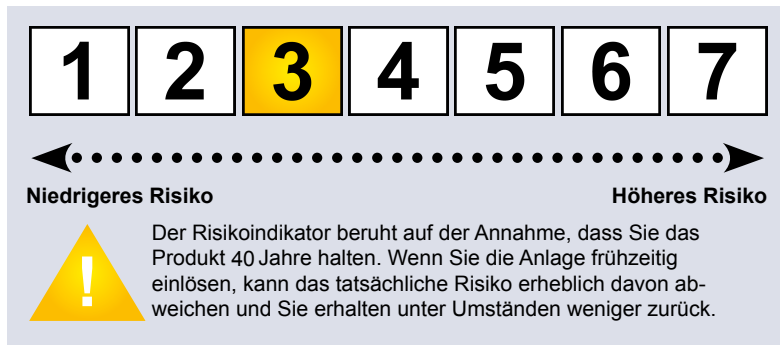 1 2 3 4 5 6 7
Niedrigeres Risiko Höheres Risiko
! Der Risikoindikator beruht auf der Annahme, dass Sie das
Produkt 40 Jahre halten. Wenn Sie die Anlage frühzeitig
einlösen, kann das tatsächliche Risiko erheblich davon ab-
weichen und Sie erhalten unter Umständen weniger zurück.